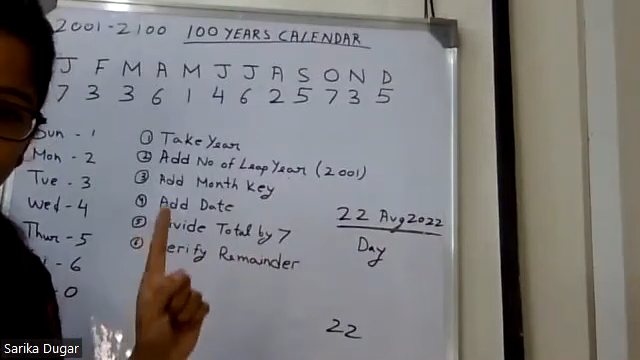 2001-2100 100 YEARS CALENDAR
J F M A M J J A S O N D
7 3 3 6 1 4 6 2 5 7 3 5
Sun - 1
Mon - 2
Tue - 3
Wed - 4
Thur - 5
- 6
- 0
① Take Year
② Add No of Leap Year (2001)
③ Add Month Key
④ Add Date
⑤ Total by 7
⑥ Remainder
22 Aug 2022
Day
22
Sarika Dugar